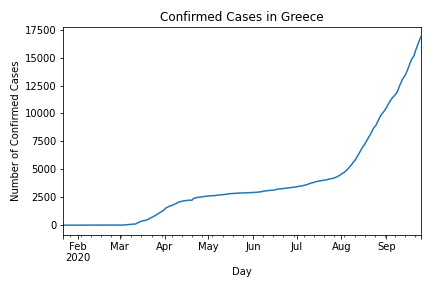 Confirmed Cases in Greece
Number of Confirmed Cases
17500
15000
12500
10000
7500
5000
2500
0
Feb Mar Apr May Jun Jul Aug Sep
2020
Day